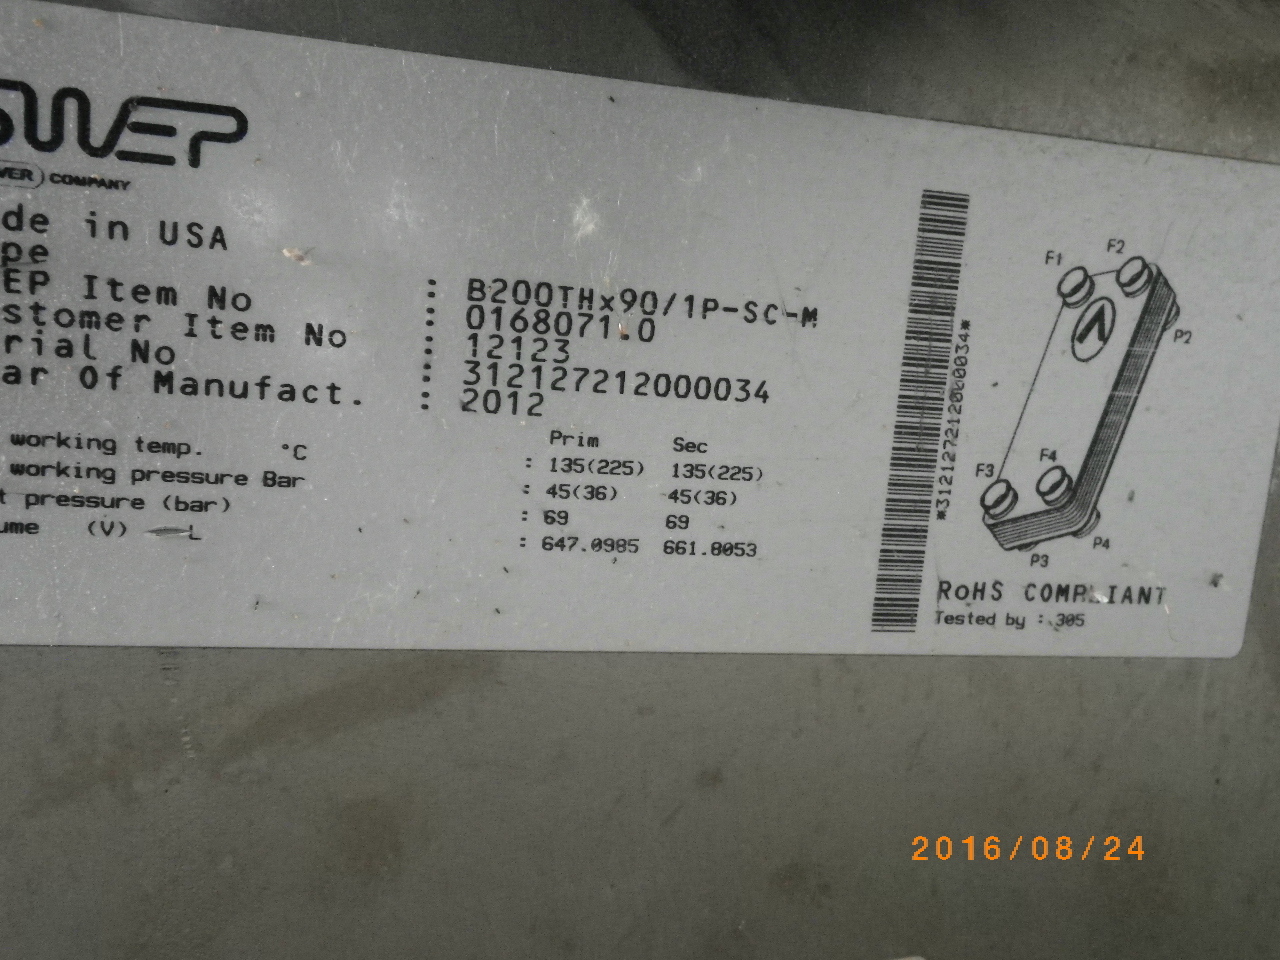 SWEP
VER) COMPANY
de in USA
pe : B200THx90/1P-SC-M
EP Item No : 0168071.0
stomer Item No : 12123
rial No : 312127212000034
ar Of Manufact. : 2012
Prim Sec
working temp. °C : 135(225) 135(225)
working pressure Bar : 45(36) 45(36)
t pressure (bar) : 69 69
ume (V) L : 647.0985 661.8053
*312127212000034*
F1 F2
P2
F3 F4
P4
P3
RoHS COMPLIANT
Tested by : 305
2016/08/24